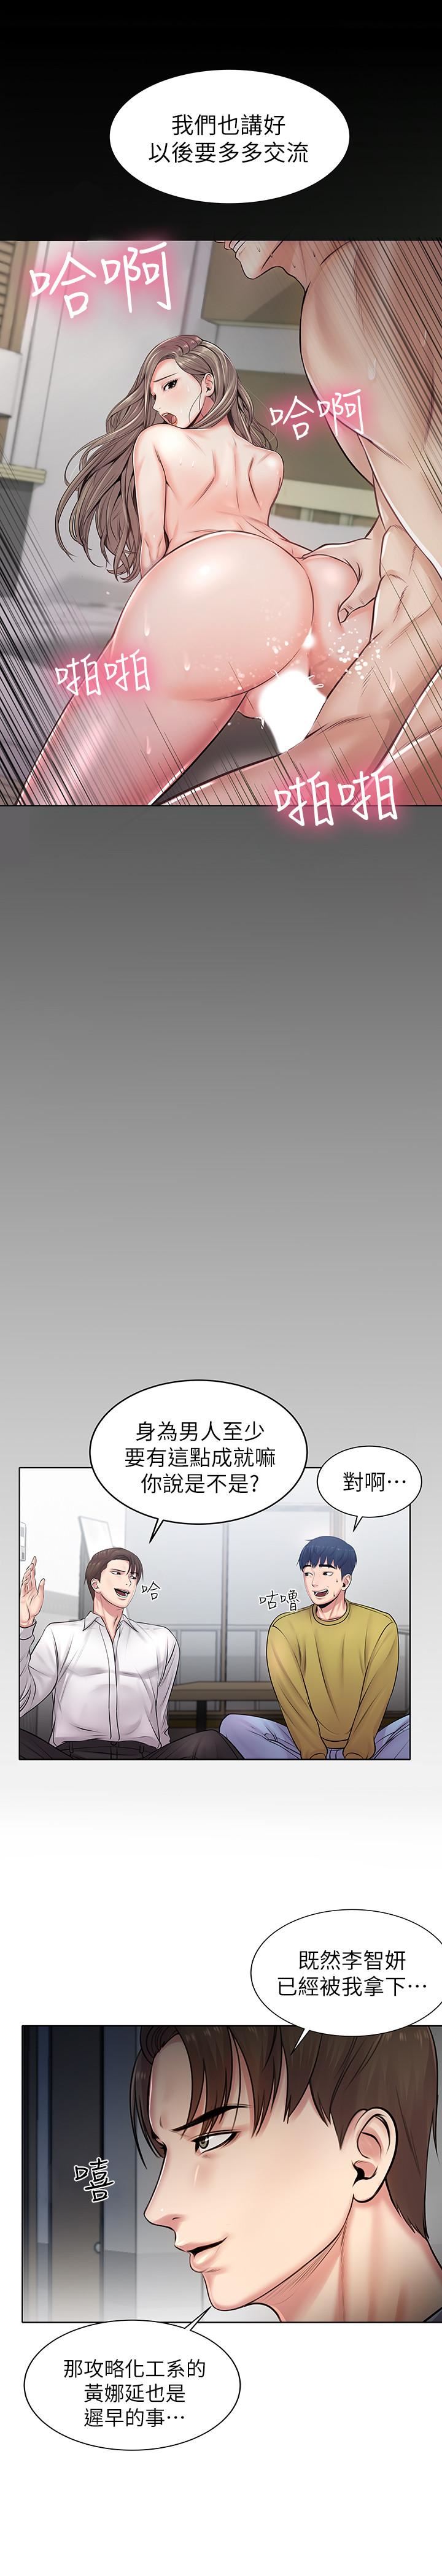 我們也講好
以後要多多交流
哈啊
哈啊
啪啪
啪啪
身為男人至少
要有這點成就嘛
你說是不是?
對啊…
哈
咕嚕
既然李智妍
已經被我拿下…
嘻
那攻略化工系的
黃娜延也是
遲早的事…